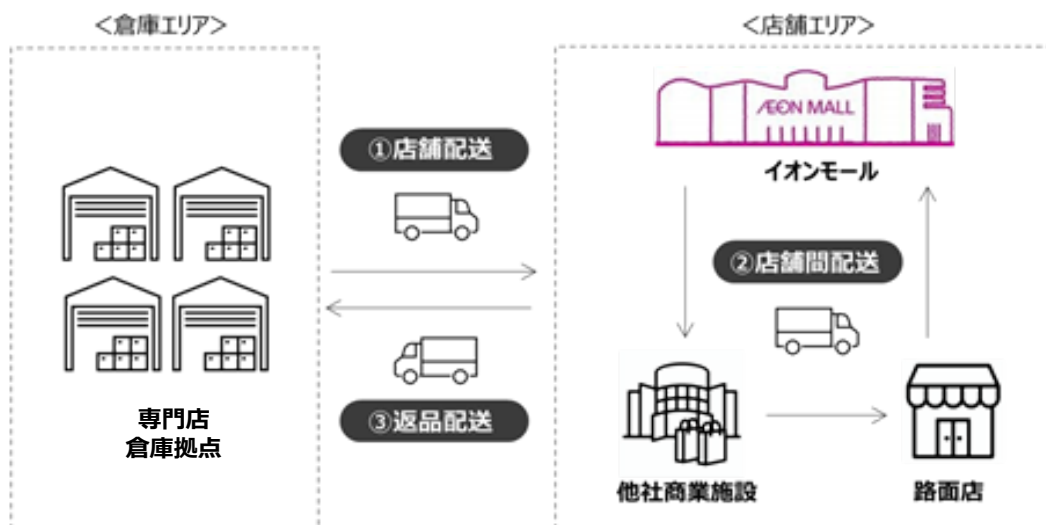 <倉庫エリア>
<店舗エリア>
ÆON MALL
イオンモール
①店舗配送
②店舗間配送
③返品配送
専門店
倉庫拠点
他社商業施設
路面店